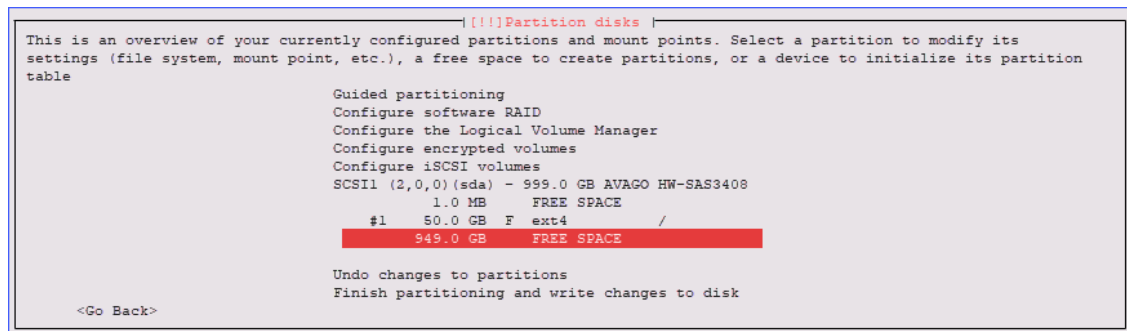 [!!]Partition disks
This is an overview of your currently configured partitions and mount points. Select a partition to modify its
settings (file system, mount point, etc.), a free space to create partitions, or a device to initialize its partition
table
Guided partitioning
Configure software RAID
Configure the Logical Volume Manager
Configure encrypted volumes
Configure iSCSI volumes
SCSI1 (2,0,0)(sda) - 999.0 GB AVAGO HW-SAS3408
1.0 MB FREE SPACE
#1 50.0 GB F ext4 /
949.0 GB FREE SPACE
Undo changes to partitions
Finish partitioning and write changes to disk
<Go Back>